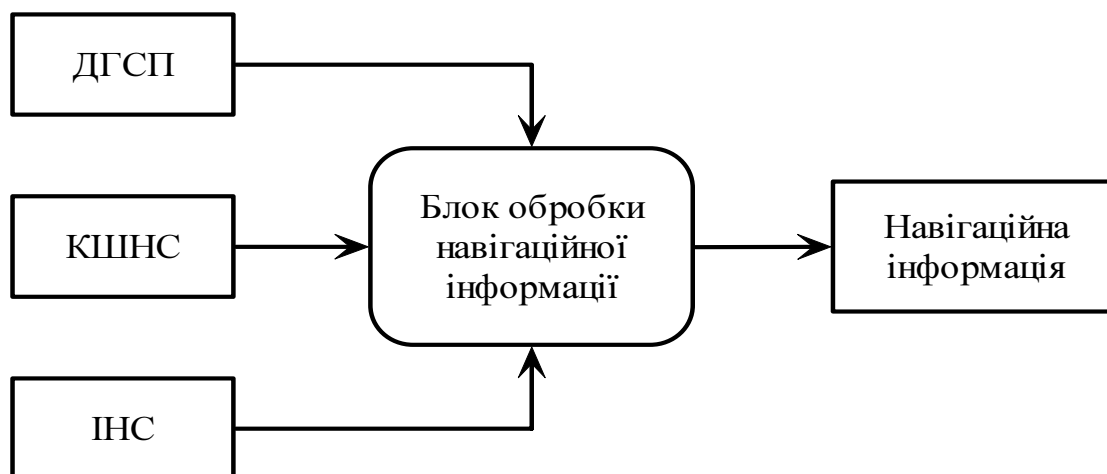 ДГСП
КШНС
ІНС
Блок обробки
навігаційної
інформації
Навігаційна
інформація